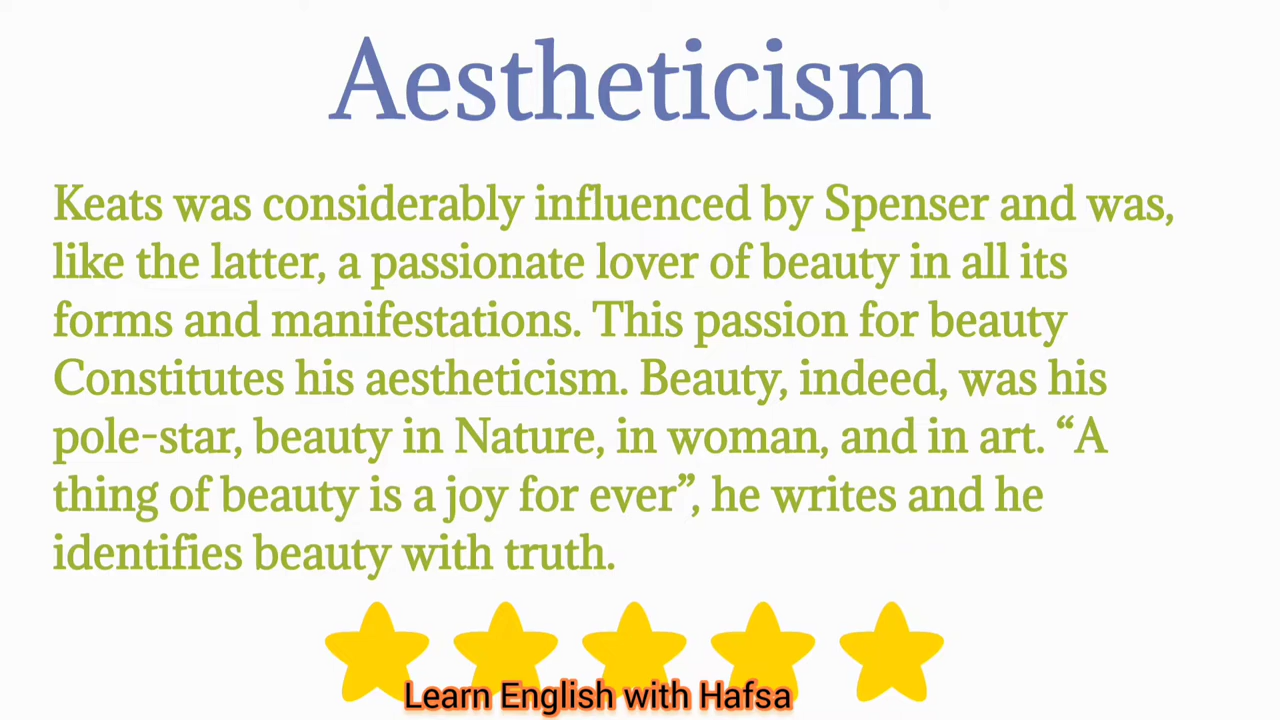 Aestheticism
Keats was considerably influenced by Spenser and was,
like the latter, a passionate lover of beauty in all its
forms and manifestations. This passion for beauty
Constitutes his aestheticism. Beauty, indeed, was his
pole-star, beauty in Nature, in woman, and in art. “A
thing of beauty is a joy for ever”, he writes and he
identifies beauty with truth.
Learn English with Hafsa